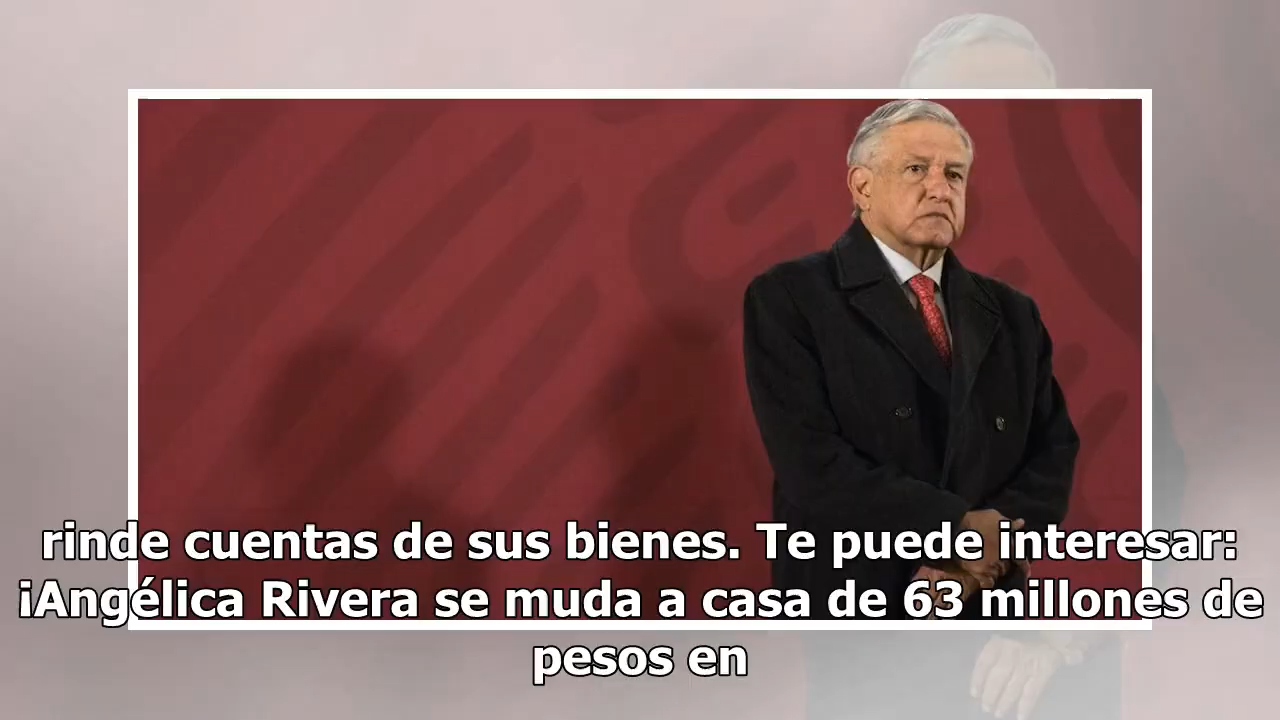 rinde cuentas de sus bienes. Te puede interesar:
¡Angélica Rivera se muda a casa de 63 millones de
pesos en